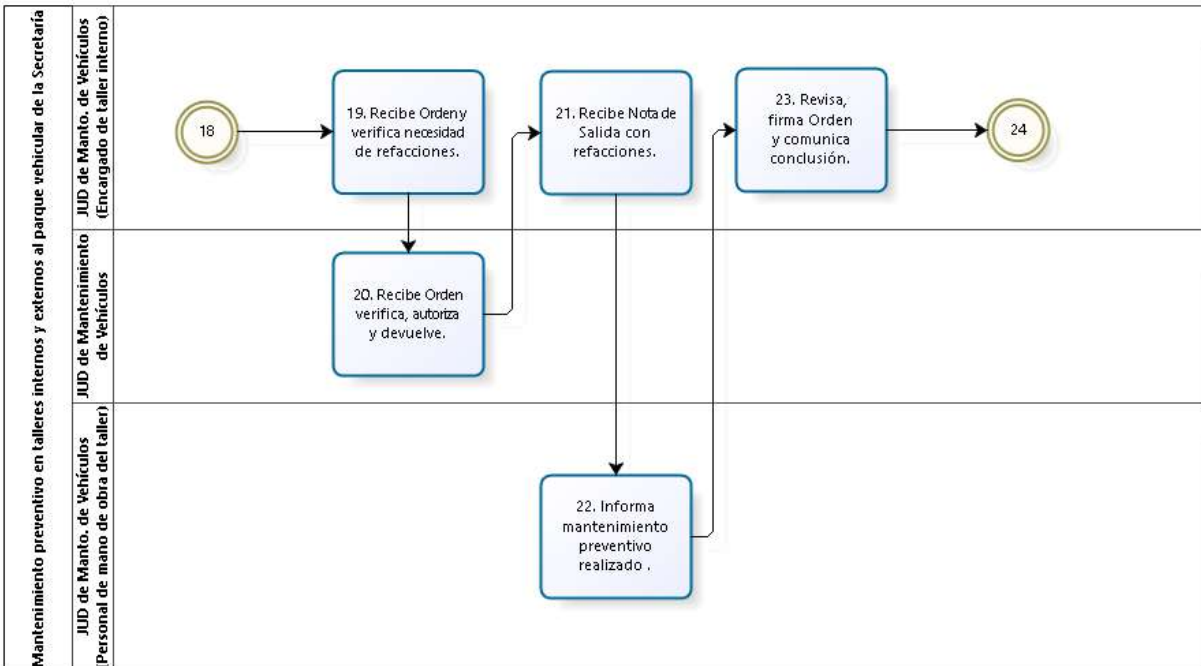 Mantenimiento preventivo en talleres internos y externos al parque vehicular de la Secretaría
JUD de Manto. de Vehículos
(Encargado de taller interno)
18
19. Recibe Orden y
verifica necesidad
de refacciones.
21. Recibe Nota de
Salida con
refacciones.
23. Revisa,
firma Orden
y comunica
conclusión.
24
JUD de Mantenimiento
de Vehículos
20. Recibe Orden
verifica, autoriza
y devuelve.
JUD de Manto. de Vehículos
(Personal de mano de obra del taller)
22. Informa
mantenimiento
preventivo
realizado .